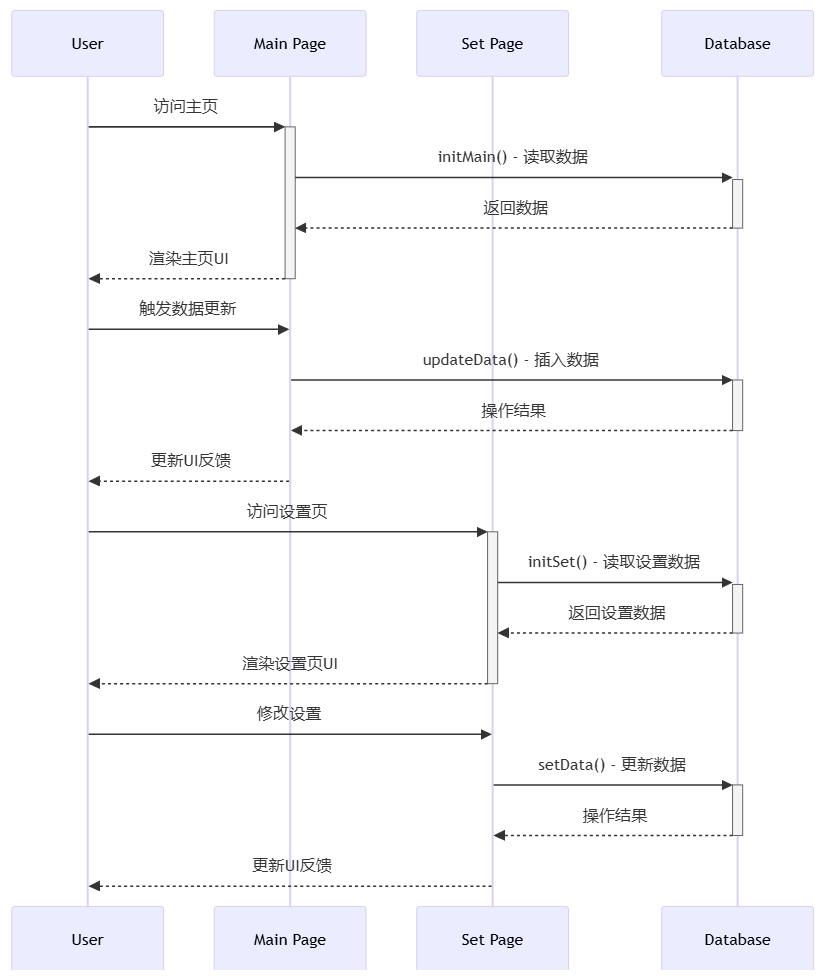 User
Main Page
Set Page
Database
访问主页
initMain() - 读取数据
返回数据
渲染主页UI
触发数据更新
updateData() - 插入数据
操作结果
更新UI反馈
访问设置页
initSet() - 读取设置数据
返回设置数据
渲染设置页UI
修改设置
setData() - 更新数据
操作结果
更新UI反馈
User
Main Page
Set Page
Database